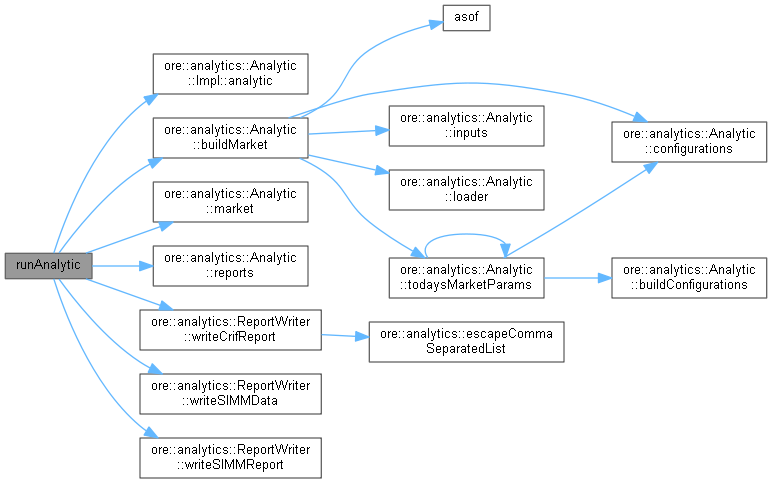 asof
ore::analytics::Analytic
::Impl::analytic
ore::analytics::Analytic
::buildMarket
ore::analytics::Analytic
::inputs
ore::analytics::Analytic
::configurations
ore::analytics::Analytic
::loader
ore::analytics::Analytic
::market
runAnalytic
ore::analytics::Analytic
::reports
ore::analytics::Analytic
::todaysMarketParams
ore::analytics::Analytic
::buildConfigurations
ore::analytics::ReportWriter
::writeCrifReport
ore::analytics::escapeComma
SeparatedList
ore::analytics::ReportWriter
::writeSIMMData
ore::analytics::ReportWriter
::writeSIMMReport